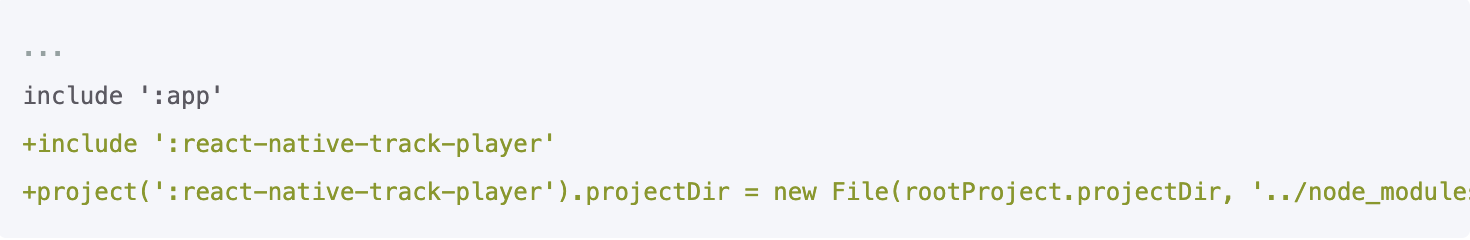 ...
include ':app'
+include ':react-native-track-player'
+project(':react-native-track-player').projectDir = new File(rootProject.projectDir, '../node_modules